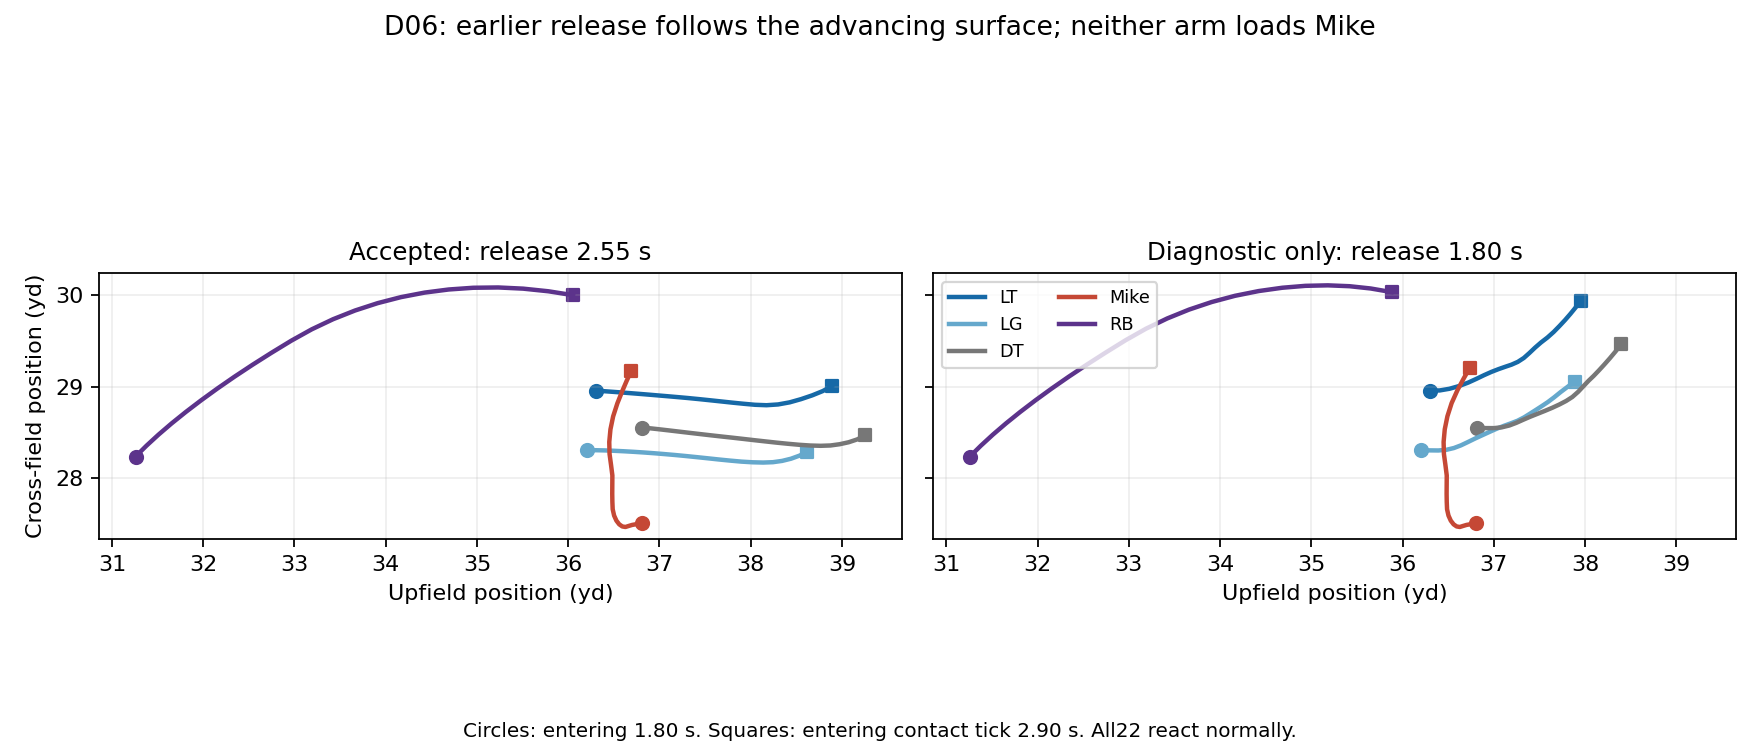 D06: earlier release follows the advancing surface; neither arm loads Mike
Accepted: release 2.55 s
Diagnostic only: release 1.80 s
Cross-field position (yd)
30
29
28
LT
LG
DT
Mike
RB
31 32 33 34 35 36 37 38 39
31 32 33 34 35 36 37 38 39
Upfield position (yd)
Upfield position (yd)
Circles: entering 1.80 s. Squares: entering contact tick 2.90 s. All22 react normally.